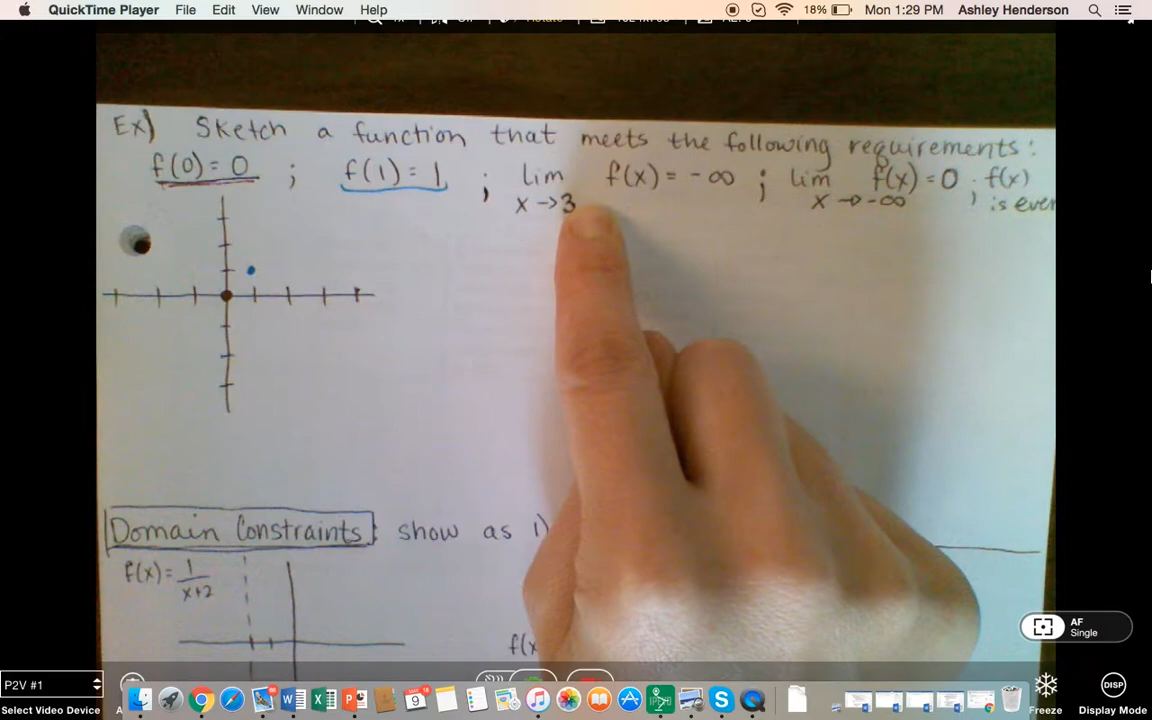 QuickTime Player File Edit View Window Help 18% Mon 1:29 PM Ashley Henderson
Ex) Sketch a function that meets the following requirements:
f(0) = 0 ; f(1) = 1 ; lim x→3 f(x) = -∞ ; lim x→-∞ f(x) = 0 ; f(x)
is even
Domain Constraints: show as 1)
f(x) = 1/(x+2)
f(x
AF
Single
P2V #1
Select Video Device
Freeze
DISP
Display Mode